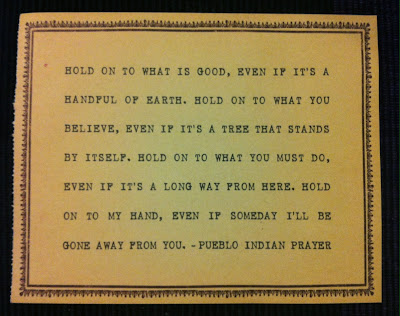 HOLD ON TO WHAT IS GOOD, EVEN IF IT'S A
HANDFUL OF EARTH. HOLD ON TO WHAT YOU
BELIEVE, EVEN IF IT'S A TREE THAT STANDS
BY ITSELF. HOLD ON TO WHAT YOU MUST DO,
EVEN IF IT'S A LONG WAY FROM HERE. HOLD
ON TO MY HAND, EVEN IF SOMEDAY I'LL BE
GONE AWAY FROM YOU. - PUEBLO INDIAN PRAYER